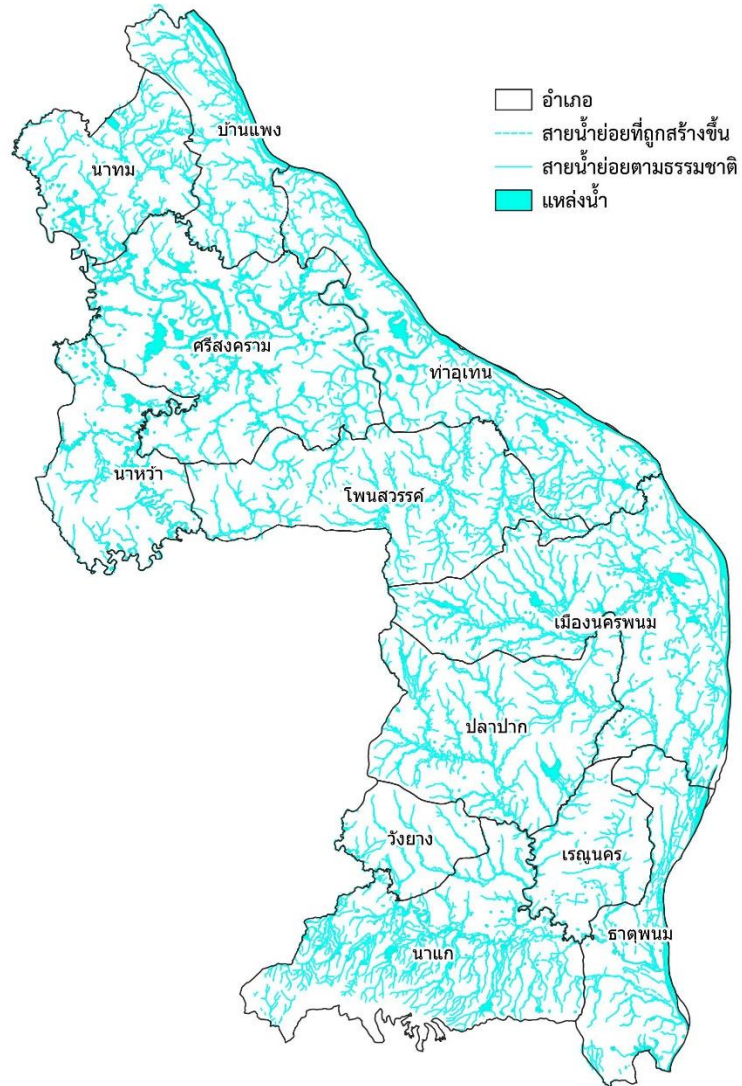 อำเภอ
สายน้ำย่อยที่ถูกสร้างขึ้น
สายน้ำย่อยตามธรรมชาติ
แหล่งน้ำ
บ้านแพง
นาทม
ศรีสงคราม
ท่าอุเทน
นาหว้า
โพนสวรรค์
เมืองนครพนม
ปลาปาก
วังยาง
เรณูนคร
ธาตุพนม
นาแก